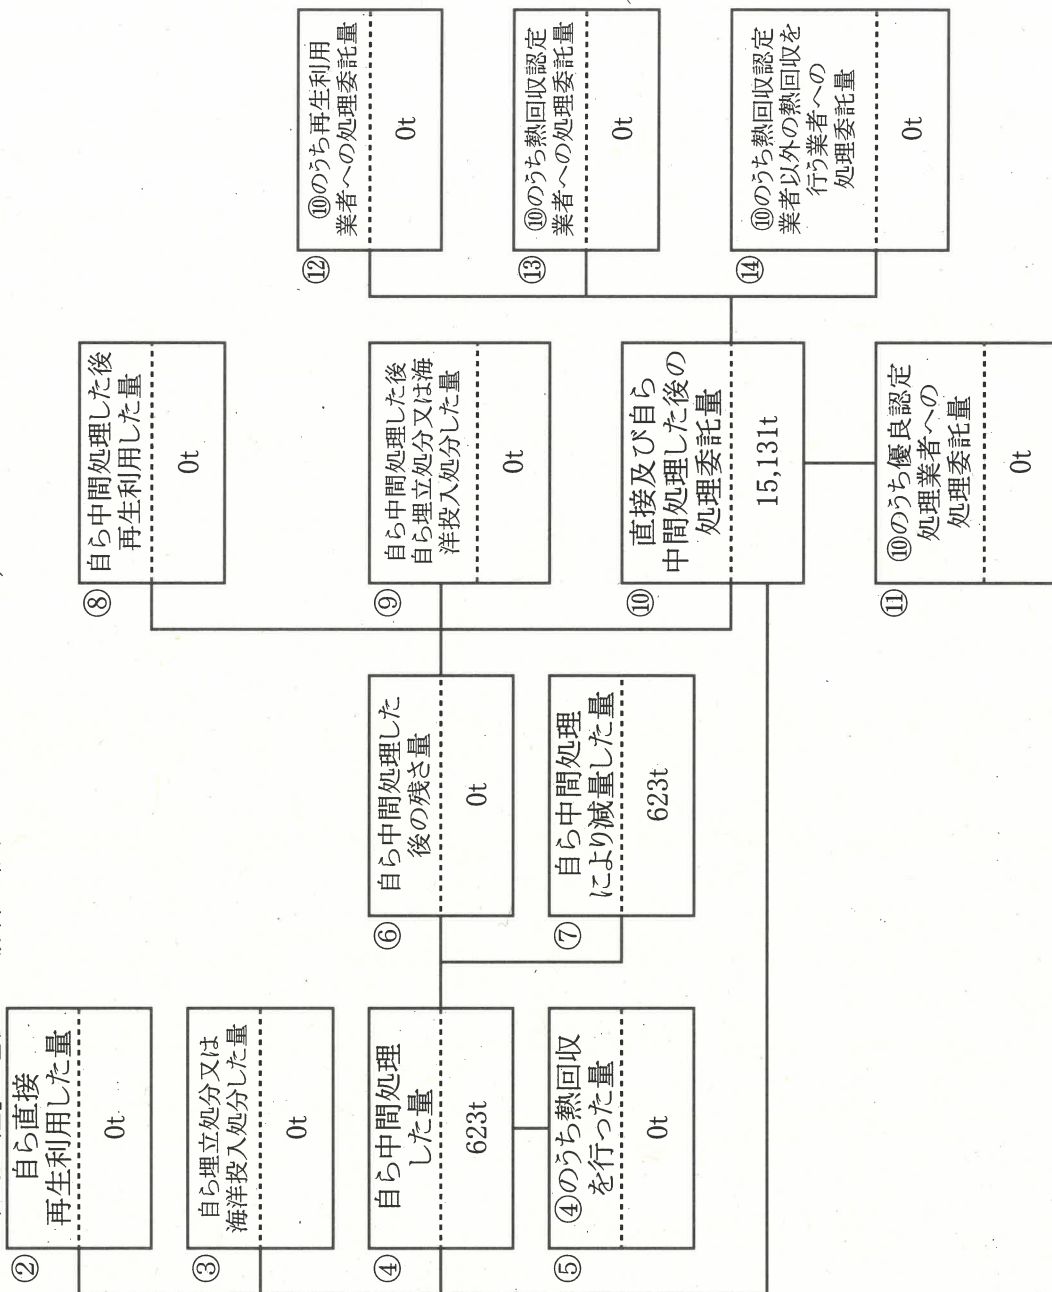 ②
自ら直接
再生利用した量
0t
③
自ら埋立処分又は
海洋投入処分した量
0t
④
自ら中間処理
した量
623t
⑤
④のうち熱回収
を行った量
0t
⑥
自ら中間処理した
後の残さ量
0t
⑦
自ら中間処理
により減量した量
623t
⑧
自ら中間処理した後
再生利用した量
0t
⑨
自ら中間処理した後
自ら埋立処分又は海
洋投入処分した量
0t
⑩
直接及び自ら
中間処理した後の
処理委託量
15,131t
⑪
⑩のうち優良認定
処理業者への
処理委託量
0t
⑫
⑩のうち再生利用
業者への処理委託量
0t
⑬
⑩のうち熱回収認定
業者への処理委託量
0t
⑭
⑩のうち熱回収認定
業者以外の熱回収を
行う業者への
処理委託量
0t